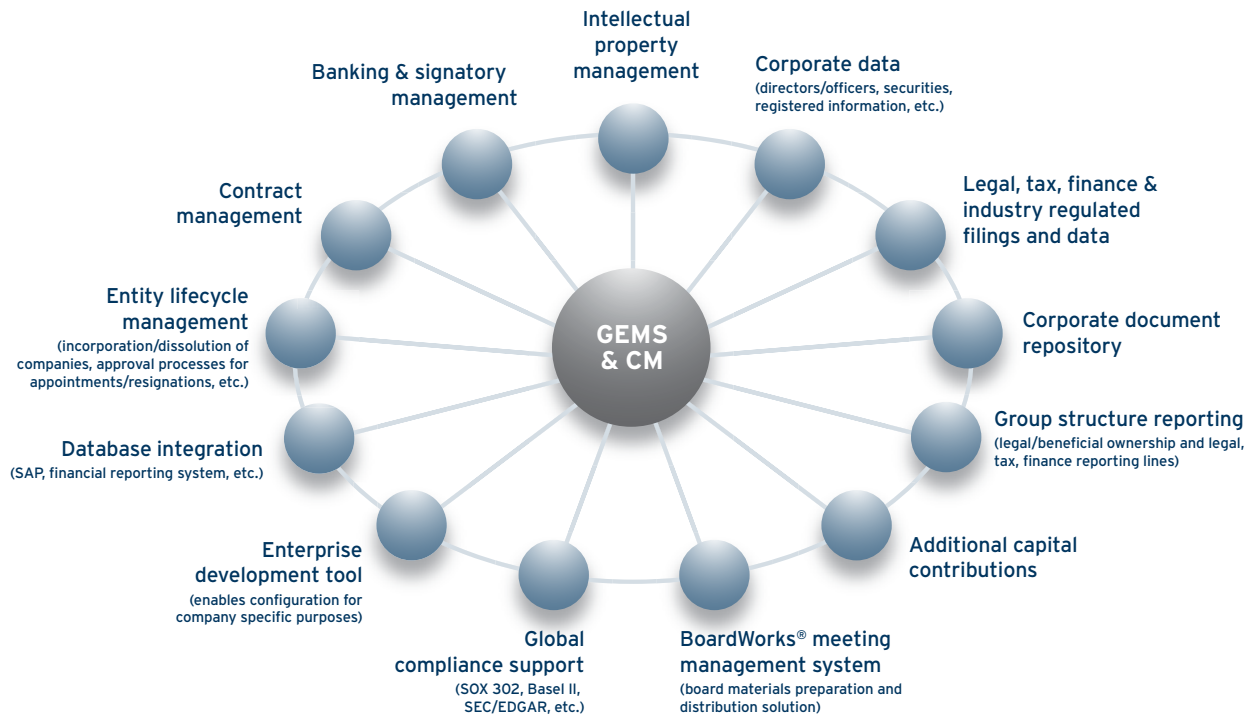 Intellectual
property
management
Corporate data
(directors/officers, securities,
registered information, etc.)
Legal, tax, finance &
industry regulated
filings and data
Corporate document
repository
Group structure reporting
(legal/beneficial ownership and legal,
tax, finance reporting lines)
Additional capital
contributions
BoardWorks® meeting
management system
(board materials preparation and
distribution solution)
Global
compliance support
(SOX 302, Basel II,
SEC/EDGAR, etc.)
Enterprise
development tool
(enables configuration for
company specific purposes)
Database integration
(SAP, financial reporting system, etc.)
Entity lifecycle
management
(incorporation/dissolution of
companies, approval processes for
appointments/resignations, etc.)
Contract
management
Banking & signatory
management
GEMS
& CM